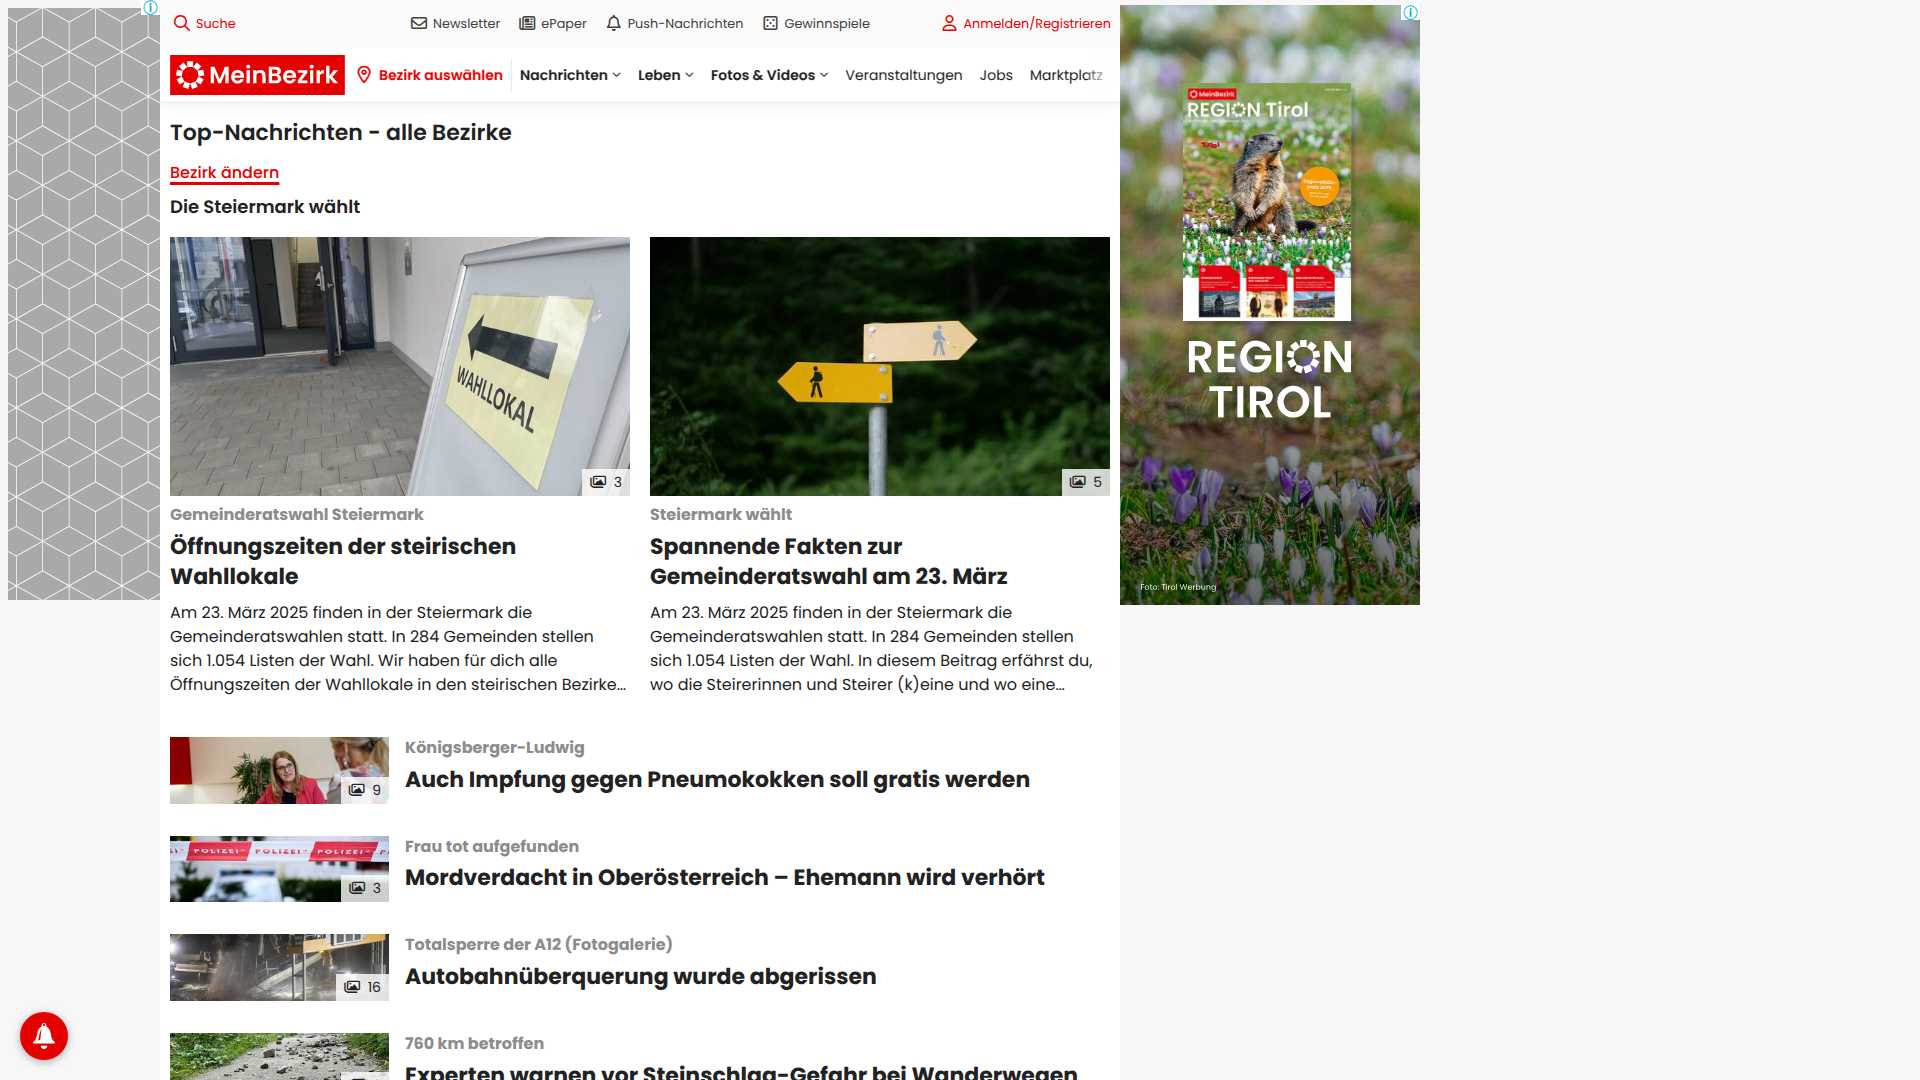 Suche
Newsletter
ePaper
Push-Nachrichten
Gewinnspiele
Anmelden/Registrieren
MeinBezirk
Bezirk auswählen
Nachrichten
Leben
Fotos & Videos
Veranstaltungen
Jobs
Marktplatz
Top-Nachrichten - alle Bezirke
Bezirk ändern
Die Steiermark wählt
WAHLLOKAL
3
5
Gemeinderatswahl Steiermark
Öffnungszeiten der steirischen
Wahllokale
Am 23. März 2025 finden in der Steiermark die
Gemeinderatswahlen statt. In 284 Gemeinden stellen
sich 1.054 Listen der Wahl. Wir haben für dich alle
Öffnungszeiten der Wahllokale in den steirischen Bezirke...
Steiermark wählt
Spannende Fakten zur
Gemeinderatswahl am 23. März
Am 23. März 2025 finden in der Steiermark die
Gemeinderatswahlen statt. In 284 Gemeinden stellen
sich 1.054 Listen der Wahl. In diesem Beitrag erfährst du,
wo die Steirerinnen und Steirer (k)eine und wo eine...
9
Königsberger-Ludwig
Auch Impfung gegen Pneumokokken soll gratis werden
POLIZEI POLIZEI POLIZEI
3
Frau tot aufgefunden
Mordverdacht in Oberösterreich – Ehemann wird verhört
16
Totalsperre der A12 (Fotogalerie)
Autobahnüberquerung wurde abgerissen
760 km betroffen
Experten warnen vor Steinschlag-Gefahr bei Wanderwegen
MeinBezirk
REGION Tirol
REGION
TIROL
Foto: Tirol Werbung